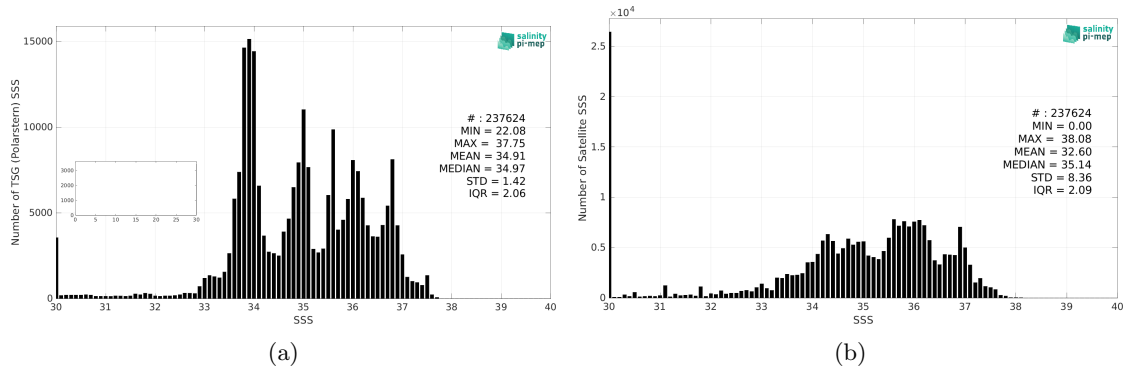 15000
10000
5000
0
Number of TSG (Polarstern) SSS
salinity
pi-mep
# : 237624
MIN = 22.08
MAX = 37.75
MEAN = 34.91
MEDIAN = 34.97
STD = 1.42
IQR = 2.06
3000
2000
1000
0
0 5 10 15 20 25 30
30 31 32 33 34 35 36 37 38 39 40
SSS
(a)
×10⁴
2.5
2
1.5
1
0.5
0
Number of Satellite SSS
salinity
pi-mep
# : 237624
MIN = 0.00
MAX = 38.08
MEAN = 32.60
MEDIAN = 35.14
STD = 8.36
IQR = 2.09
30 31 32 33 34 35 36 37 38 39 40
SSS
(b)